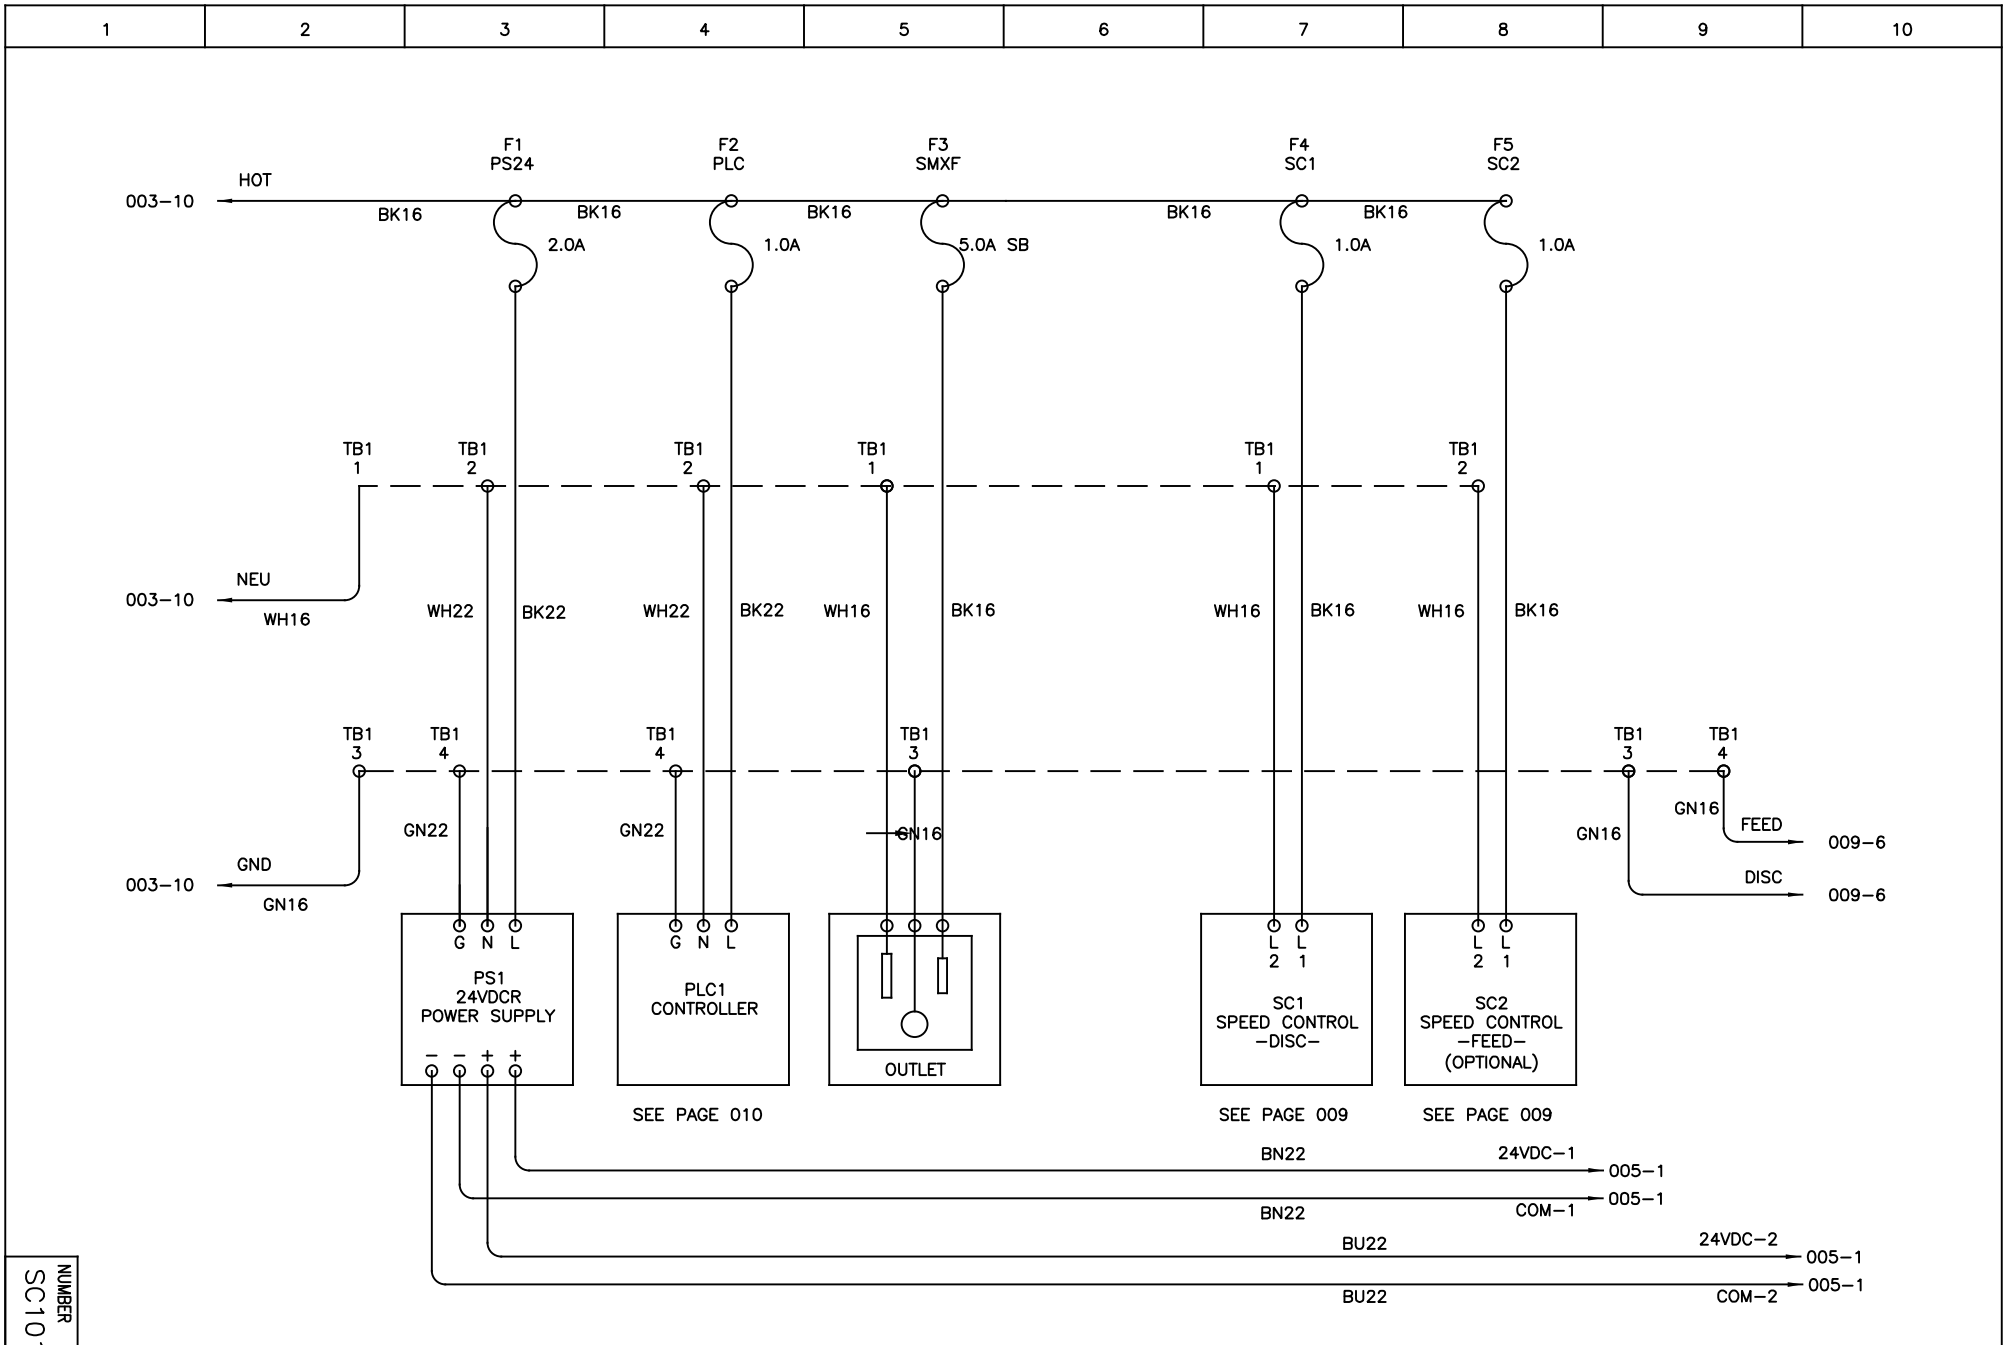 1 2 3 4 5 6 7 8 9 10
F1 F2 F3 F4 F5
PS24 PLC SMXF SC1 SC2
HOT
003-10
BK16 BK16 BK16 BK16 BK16
2.0A 1.0A 5.0A SB 1.0A 1.0A
TB1 TB1 TB1 TB1 TB1 TB1
1 2 2 1 1 2
NEU
003-10
WH16
WH22 BK22 WH22 BK22 WH16 BK16 WH16 BK16 WH16 BK16
TB1 TB1 TB1 TB1 TB1 TB1
3 4 4 3 3 4
GN16
GN22 GN22 GN16 GN16
FEED
009-6
GND
003-10
GN16
DISC
009-6
G N L G N L L L L L
2 1 2 1
PS1
24VDCR
POWER SUPPLY
- - + +
PLC1
CONTROLLER
OUTLET
SC1
SPEED CONTROL
-DISC-
SC2
SPEED CONTROL
-FEED-
(OPTIONAL)
SEE PAGE 010 SEE PAGE 009 SEE PAGE 009
BN22 24VDC-1
005-1
005-1
BN22 COM-1
BU22 24VDC-2
005-1
005-1
BU22 COM-2
NUMBER